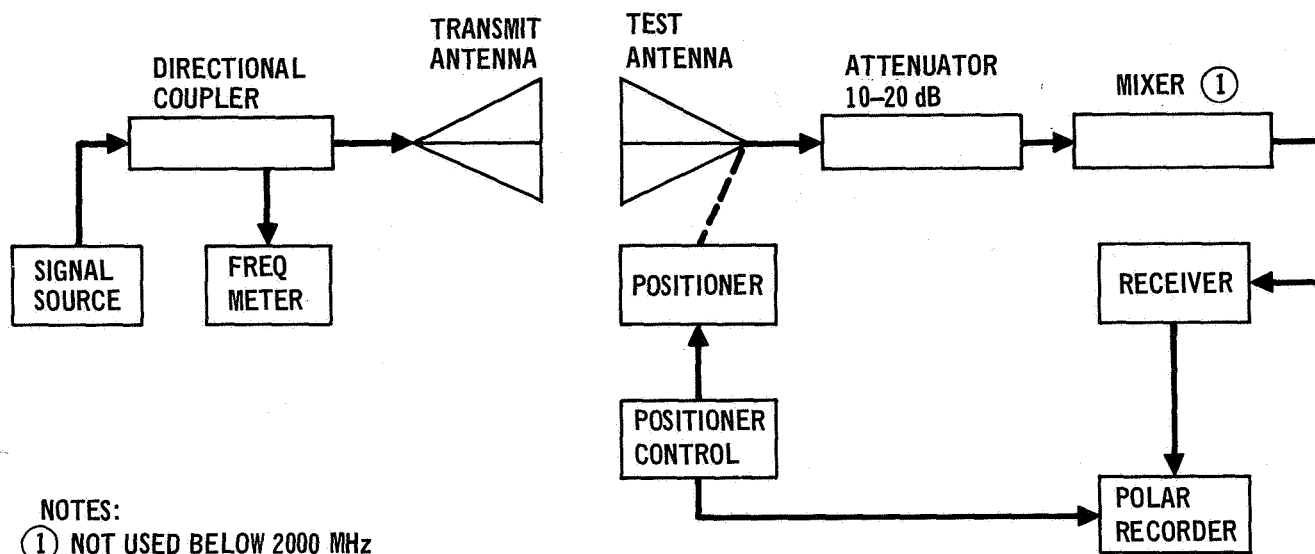 TRANSMIT
ANTENNA
TEST
ANTENNA
DIRECTIONAL
COUPLER
ATTENUATOR
10–20 dB
MIXER ①
SIGNAL
SOURCE
FREQ
METER
POSITIONER
RECEIVER
POSITIONER
CONTROL
POLAR
RECORDER
NOTES:
① NOT USED BELOW 2000 MHz